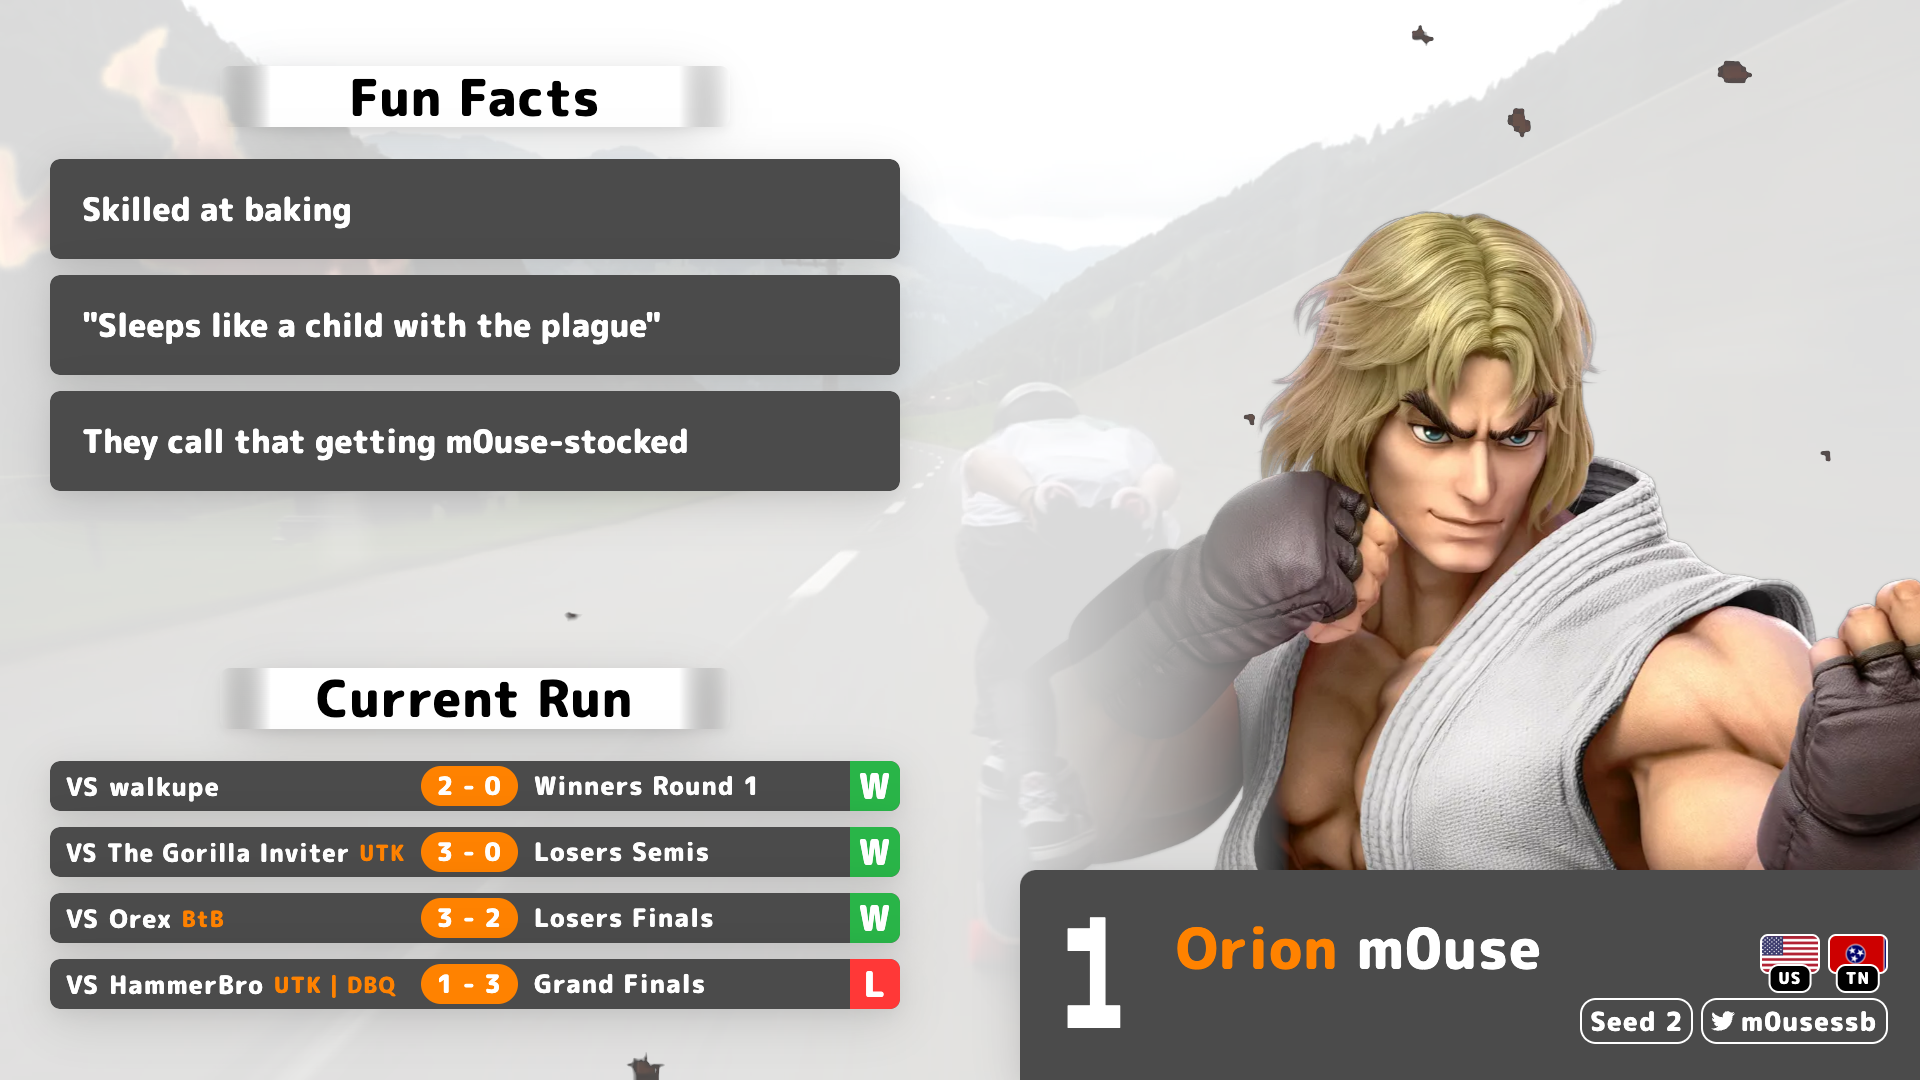 Fun Facts
Skilled at baking
"Sleeps like a child with the plague"
They call that getting m0use-stocked
Current Run
VS walkupe 2 - 0 Winners Round 1 W
VS The Gorilla Inviter UTK 3 - 0 Losers Semis W
VS Orex BtB 3 - 2 Losers Finals W
VS HammerBro UTK | DBQ 1 - 3 Grand Finals L
1 Orion m0use
US TN
Seed 2 m0usessb